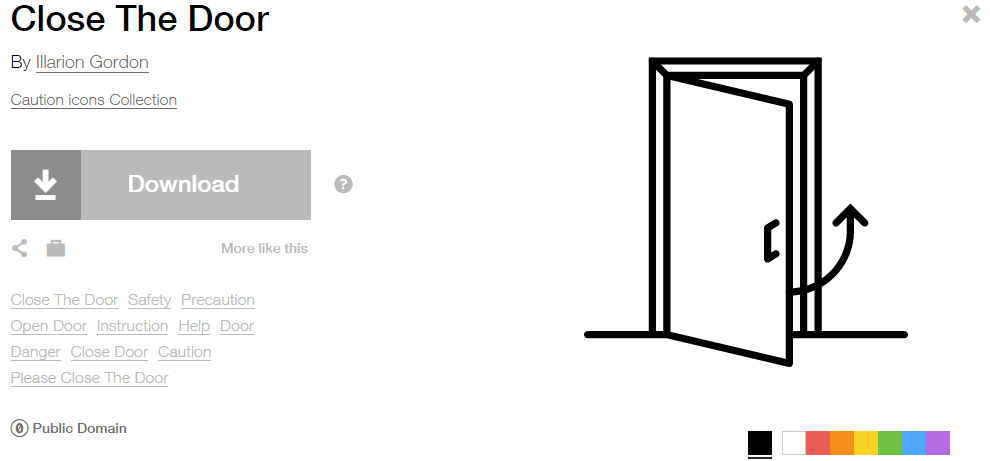 Close The Door
By Illarion Gordon
Caution icons Collection
Download
?
More like this
Close The Door Safety Precaution
Open Door Instruction Help Door
Danger Close Door Caution
Please Close The Door
0 Public Domain